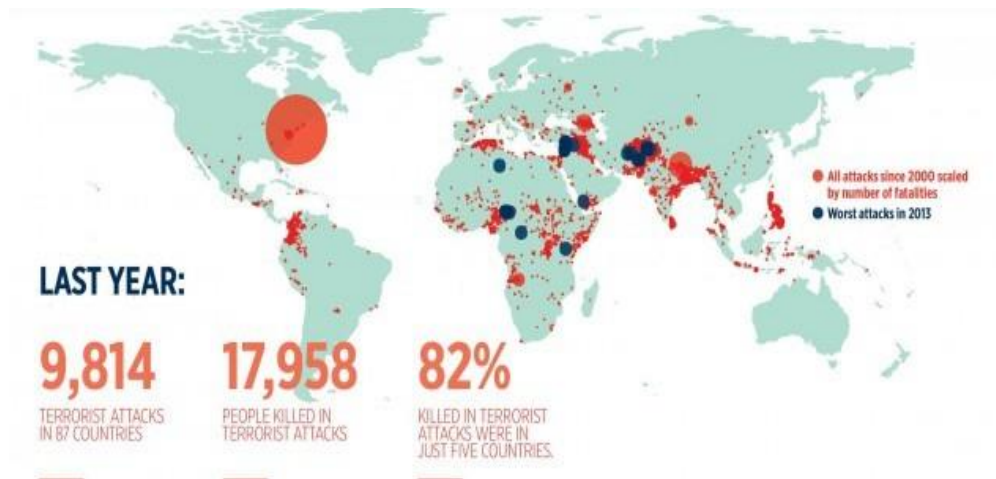 All attacks since 2000 scaled
by number of fatalities
Worst attacks in 2013
LAST YEAR:
9,814
TERRORIST ATTACKS
IN 87 COUNTRIES
17,958
PEOPLE KILLED IN
TERRORIST ATTACKS
82%
KILLED IN TERRORIST
ATTACKS WERE IN
JUST FIVE COUNTRIES.